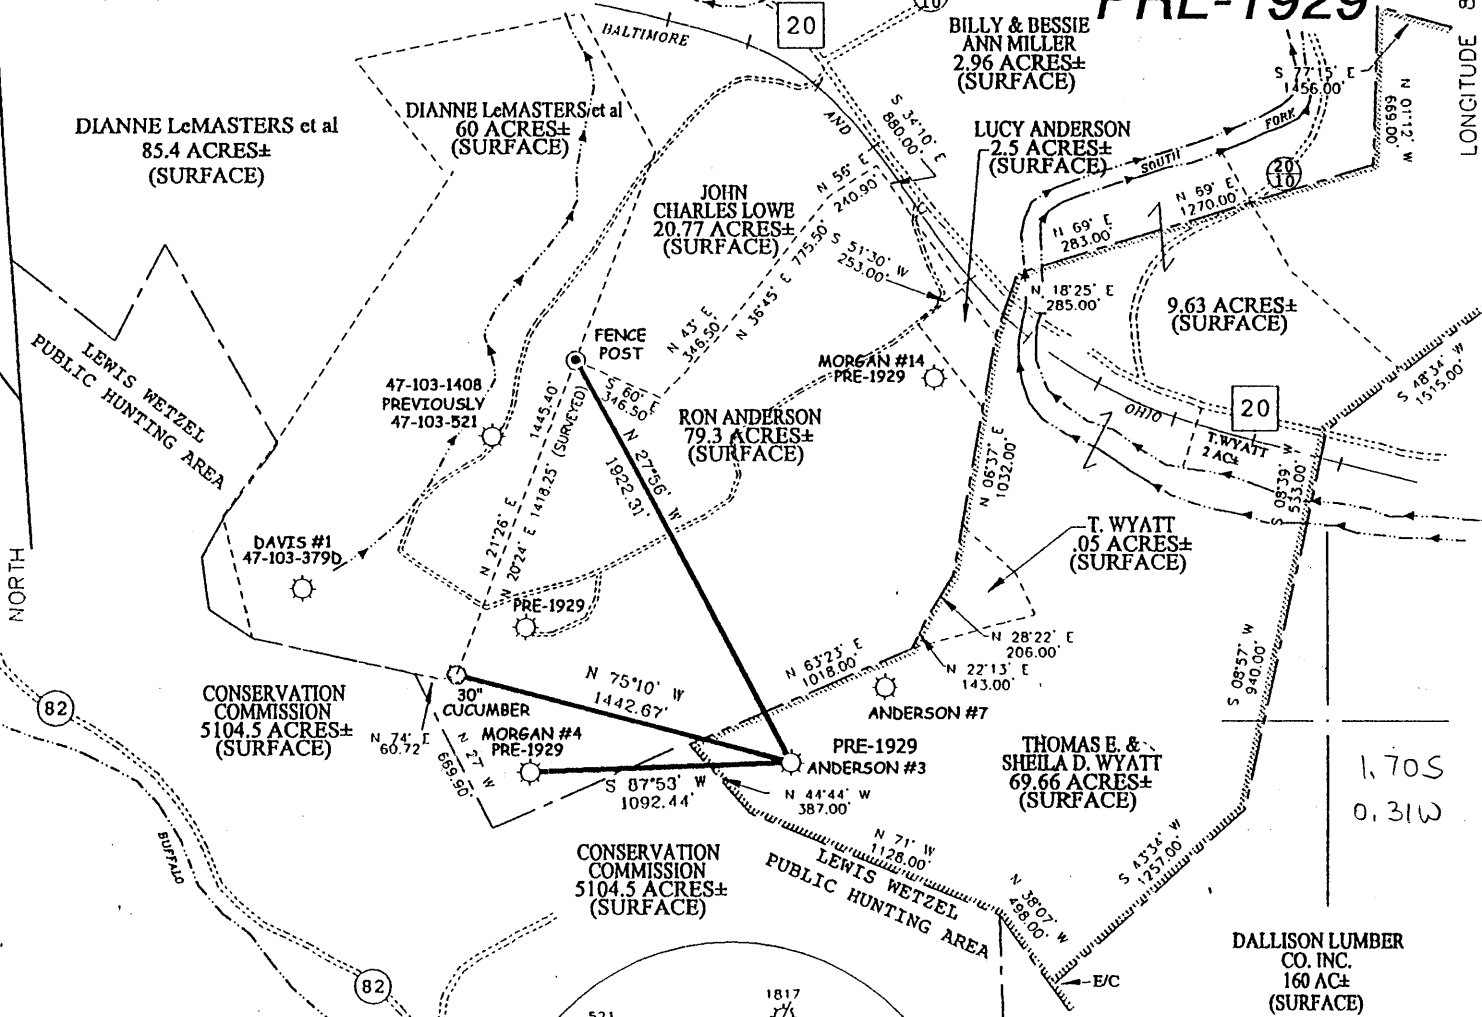 PRE-1929
20
10
BALTIMORE
AND
OHIO
BILLY & BESSIE
ANN MILLER
2.96 ACRES±
(SURFACE)
LONGITUDE 8
S 77°15' E
1456.00'
N 01°12' W
669.00'
DIANNE LeMASTERS et al
85.4 ACRES±
(SURFACE)
DIANNE LeMASTERS et al
60 ACRES±
(SURFACE)
S 34°10' E
880.00'
LUCY ANDERSON
2.5 ACRES±
(SURFACE)
SOUTH
FORK
20
10
JOHN
CHARLES LOWE
20.77 ACRES±
(SURFACE)
N 56° E
240.90'
N 69° E
283.00'
N 69° E
1270.00'
S 51°30' W
253.00'
N 36°45' E 775.50'
N 43° E
346.50'
N 18°25' E
285.00'
9.63 ACRES±
(SURFACE)
LEWIS WETZEL
PUBLIC HUNTING AREA
FENCE
POST
47-103-1408
PREVIOUSLY
47-103-521
1445.40'
N 21°26' E
N 20°24' E 1418.25' (SURVEYED)
S 60° E
346.50'
MORGAN #14
PRE-1929
RON ANDERSON
79.3 ACRES±
(SURFACE)
N 27°56' W
1922.31'
20
T. WYATT
2 AC±
S 48°34' W
1515.00'
N 06°37' E
1032.00'
S 08°39' W
533.00'
DAVIS #1
47-103-379D
NORTH
T. WYATT
.05 ACRES±
(SURFACE)
PRE-1929
N 28°22' E
206.00'
N 22°13' E
143.00'
N 63°23' E
1018.00'
S 08°57' W
940.00'
N 75°10' W
1442.67'
30"
CUCUMBER
82
CONSERVATION
COMMISSION
5104.5 ACRES±
(SURFACE)
N 74° E
60.72'
N 27° W
669.90'
MORGAN #4
PRE-1929
ANDERSON #7
PRE-1929
ANDERSON #3
S 87°53' W
1092.44'
N 44°44' W
387.00'
THOMAS E. &
SHEILA D. WYATT
69.66 ACRES±
(SURFACE)
1.70S
0.31W
BUFFALO
CONSERVATION
COMMISSION
5104.5 ACRES±
(SURFACE)
N 71° W
1128.00'
LEWIS WETZEL
PUBLIC HUNTING AREA
S 43°34' W
1257.00'
N 38°07' W
498.00'
82
E/C
DALLISON LUMBER
CO. INC.
160 AC±
(SURFACE)
1817
521